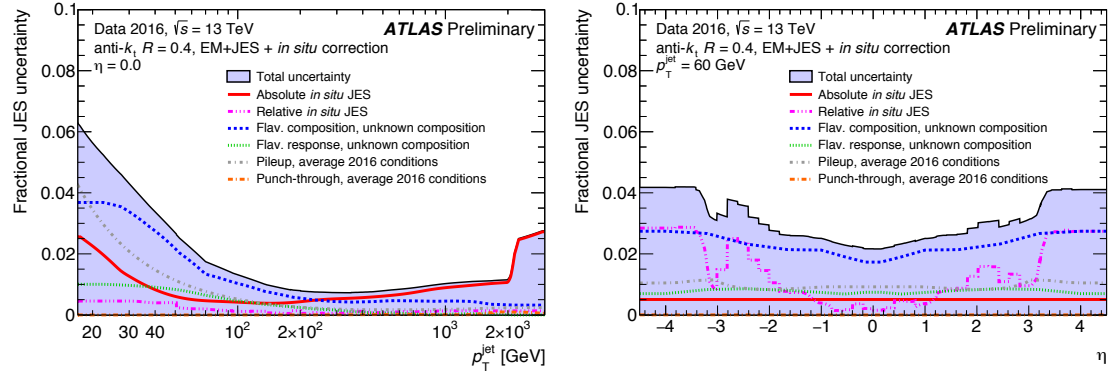 Fractional JES uncertainty
0.1
0.08
0.06
0.04
0.02
0
Data 2016, √s = 13 TeV
anti-kt R = 0.4, EM+JES + in situ correction
η = 0.0
ATLAS Preliminary
Total uncertainty
Absolute in situ JES
Relative in situ JES
Flav. composition, unknown composition
Flav. response, unknown composition
Pileup, average 2016 conditions
Punch-through, average 2016 conditions
20 30 40 10² 2×10² 10³ 2×10³
pTjet [GeV]
Fractional JES uncertainty
0.1
0.08
0.06
0.04
0.02
0
Data 2016, √s = 13 TeV
anti-kt R = 0.4, EM+JES + in situ correction
pTjet = 60 GeV
ATLAS Preliminary
Total uncertainty
Absolute in situ JES
Relative in situ JES
Flav. composition, unknown composition
Flav. response, unknown composition
Pileup, average 2016 conditions
Punch-through, average 2016 conditions
−4 −3 −2 −1 0 1 2 3 4
η